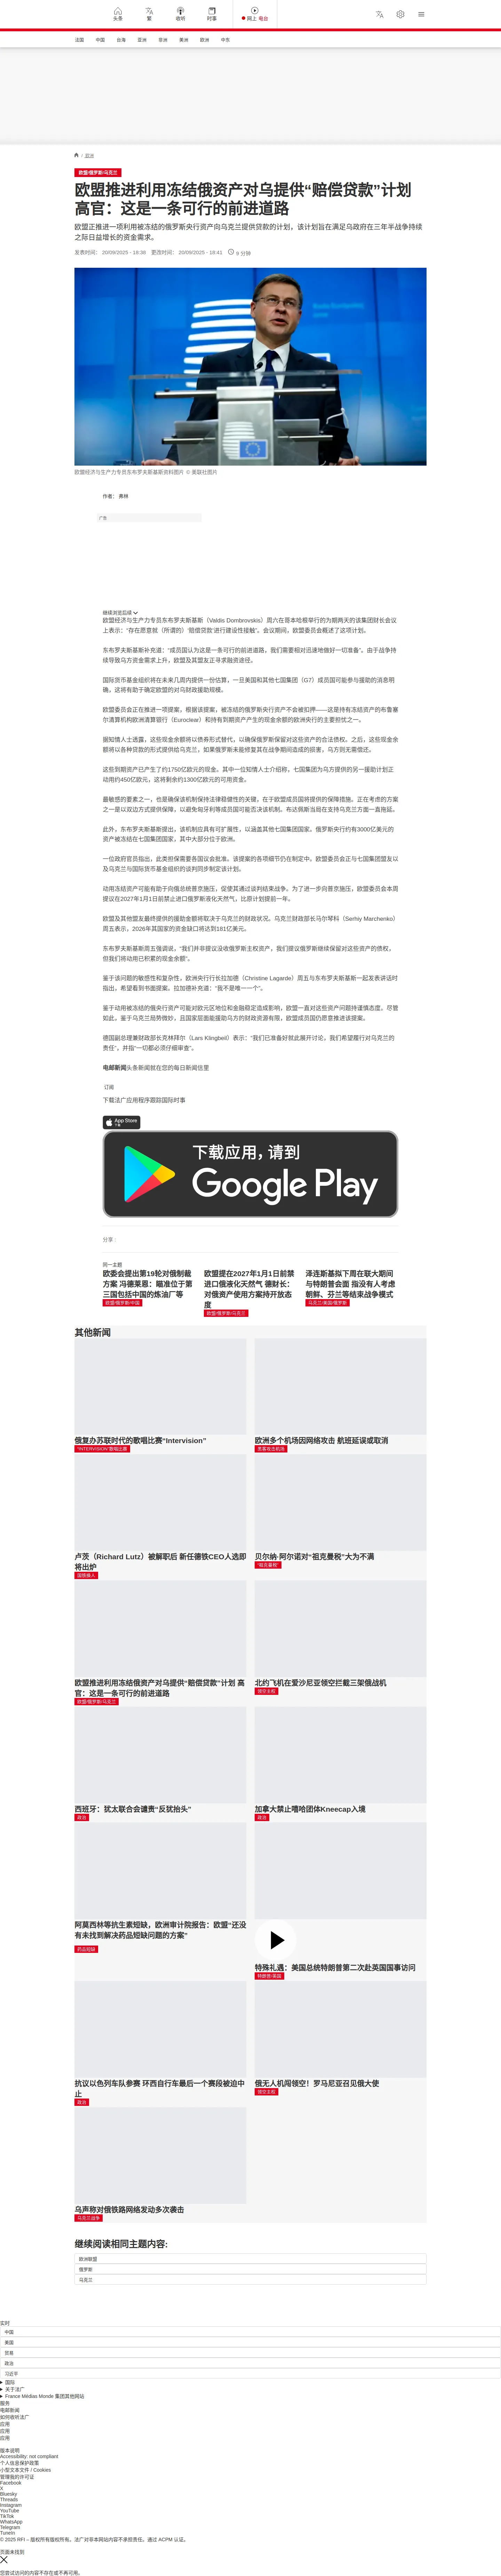 头条
繁
收听
时事
网上 电台
法国
中国
台海
亚洲
非洲
美洲
欧洲
中东
/ 亚洲
欧盟/俄罗斯/乌克兰
欧盟推进利用冻结俄资产对乌提供“赔偿贷款”计划
高官：这是一条可行的前进道路
欧盟正推进一项利用被冻结的俄罗斯央行资产向乌克兰提供贷款的计划，该计划旨在满足乌政府在三年半战争持续
之际日益增长的资金需求。
发表时间： 20/09/2025 - 18:38 更改时间： 20/09/2025 - 18:41 9 分钟
欧盟经济与生产力专员东布罗夫斯基斯资料图片 © 美联社图片
作者： 弗林
广告
继续浏览后续
欧盟经济与生产力专员东布罗夫斯基斯（Valdis Dombrovskis）周六在哥本哈根举行的为期两天的该集团财长会议
上表示：“存在愿意就（所谓的）‘赔偿贷款’进行建设性接触”。会议期间，欧盟委员会概述了这项计划。
东布罗夫斯基斯补充道：“成员国认为这是一条可行的前进道路，我们需要相对迅速地做好一切准备”。由于战争持
续导致乌方资金需求上升，欧盟及其盟友正寻求融资途径。
国际货币基金组织将在未来几周内提供一份估算，一旦美国和其他七国集团（G7）成员国可能参与援助的消息明
确，这将有助于确定欧盟的对乌财政援助规模。
欧盟委员会正在推进一项提案，根据该提案，被冻结的俄罗斯央行资产不会被扣押——这是持有冻结资产的布鲁塞
尔清算机构欧洲清算银行（Euroclear）和持有到期资产产生的现金余额的欧洲央行的主要担忧之一。
据知情人士透露，这些现金余额将以债券形式替代，以确保俄罗斯保留对这些资产的合法债权。之后，这些现金余
额将以各种贷款的形式提供给乌克兰，如果俄罗斯未能修复其在战争期间造成的损害，乌方则无需偿还。
这些到期资产已产生了约1750亿欧元的现金。其中一位知情人士介绍称，七国集团为乌方提供的另一援助计划正
动用约450亿欧元，这将剩余约1300亿欧元的可用资金。
最敏感的要素之一，也是确保该机制保持法律稳健性的关键，在于欧盟成员国将提供的保障措施。正在考虑的方案
之一是以双边方式提供保障，以避免匈牙利等成员国可能否决该机制。布达佩斯当局在支持乌克兰方面一直拖延。
此外，东布罗夫斯基斯提出，该机制应具有可扩展性，以涵盖其他七国集团国家。俄罗斯央行约有3000亿美元的
资产被冻结在七国集团国家，其中大部分位于欧洲。
一位政府官员指出，此类担保需要各国议会批准。该提案的各项细节仍在制定中，欧盟委员会正与七国集团盟友以
及乌克兰与国际货币基金组织的谈判同步制定该计划。
动用冻结资产可能有助于向俄总统普京施压，促使其通过谈判结束战争。为了进一步向普京施压，欧盟委员会本周
提议在2027年1月1日前禁止进口俄罗斯液化天然气，比原计划提前一年。
欧盟及其他盟友最终提供的援助金额将取决于乌克兰的财政状况。乌克兰财政部长马尔琴科（Serhiy Marchenko）
周五表示，2026年其国家的资金缺口将达到181亿美元。
东布罗夫斯基斯周五强调说，“我们并非提议没收俄罗斯主权资产，我们提议俄罗斯继续保留对这些资产的债权，
但我们将动用已积累的现金余额”。
鉴于该问题的敏感性和复杂性，欧洲央行行长拉加德（Christine Lagarde）周五与东布罗夫斯基斯一起发表讲话时
指出，希望看到书面提案。拉加德补充道：“我不是唯一一个”。
鉴于动用被冻结的俄央行资产可能对欧元区地位和金融稳定造成影响，欧盟一直对这些资产问题持谨慎态度。尽管
如此，鉴于乌克兰局势微妙，且国家层面能援助乌方的财政资源有限，欧盟成员国仍愿意推进该提案。
德国副总理兼财政部长克林拜尔（Lars Klingbeil）表示：“我们已准备好就此展开讨论，我们希望履行对乌克兰的
责任”，并指“一切都必须仔细审查”。
电邮新闻头条新闻就在您的每日新闻信里
订阅
下载法广应用程序跟踪国际时事
App Store
下载
下载应用，请到
Google Play
分享 :
同一主题
欧委会提出第19轮对俄制裁
方案 冯德莱恩：瞄准位于第
三国包括中国的炼油厂等
欧盟/俄罗斯/中国
欧盟提在2027年1月1日前禁
进口俄液化天然气 德财长：
对俄资产使用方案持开放态
度
欧盟/俄罗斯/乌克兰
泽连斯基拟下周在联大期间
与特朗普会面 指没有人考虑
朝鲜、芬兰等结束战争模式
乌克兰/美国/俄罗斯
其他新闻
俄复办苏联时代的歌唱比赛“Intervision”
“INTERVISION”歌唱比赛
欧洲多个机场因网络攻击 航班延误或取消
黑客攻击机场
卢茨（Richard Lutz）被解职后 新任德铁CEO人选即
将出炉
国铁换人
贝尔纳·阿尔诺对“祖克曼税”大为不满
“祖克曼税”
欧盟推进利用冻结俄资产对乌提供“赔偿贷款”计划 高
官：这是一条可行的前进道路
欧盟/俄罗斯/乌克兰
北约飞机在爱沙尼亚领空拦截三架俄战机
领空主权
西班牙：犹太联合会谴责“反犹抬头”
政治
加拿大禁止嘻哈团体Kneecap入境
政治
阿莫西林等抗生素短缺，欧洲审计院报告：欧盟“还没
有未找到解决药品短缺问题的方案”
药品短缺
特殊礼遇：美国总统特朗普第二次赴英国国事访问
特朗普/英国
抗议以色列车队参赛 环西自行车最后一个赛段被迫中
止
政治
俄无人机闯领空！罗马尼亚召见俄大使
领空主权
乌声称对俄铁路网络发动多次袭击
乌克兰战争
继续阅读相同主题内容:
欧洲联盟
俄罗斯
乌克兰
实时
中国
美国
贸易
政治
习近平
国际
关于法广
France Médias Monde 集团其他网站
服务
电邮新闻
如何收听法广
应用
应用
应用
版本说明
Accessibility: not compliant
个人信息保护政策
小型文本文件 / Cookies
管理我的许可证
Facebook
X
Bluesky
Threads
Instagram
YouTube
TikTok
WhatsApp
Telegram
TuneIn
© 2025 RFI – 版权所有版权所有。法广对非本网站内容不承担责任。通过 ACPM 认证。
页面未找到
您尝试访问的内容不存在或不再可用。